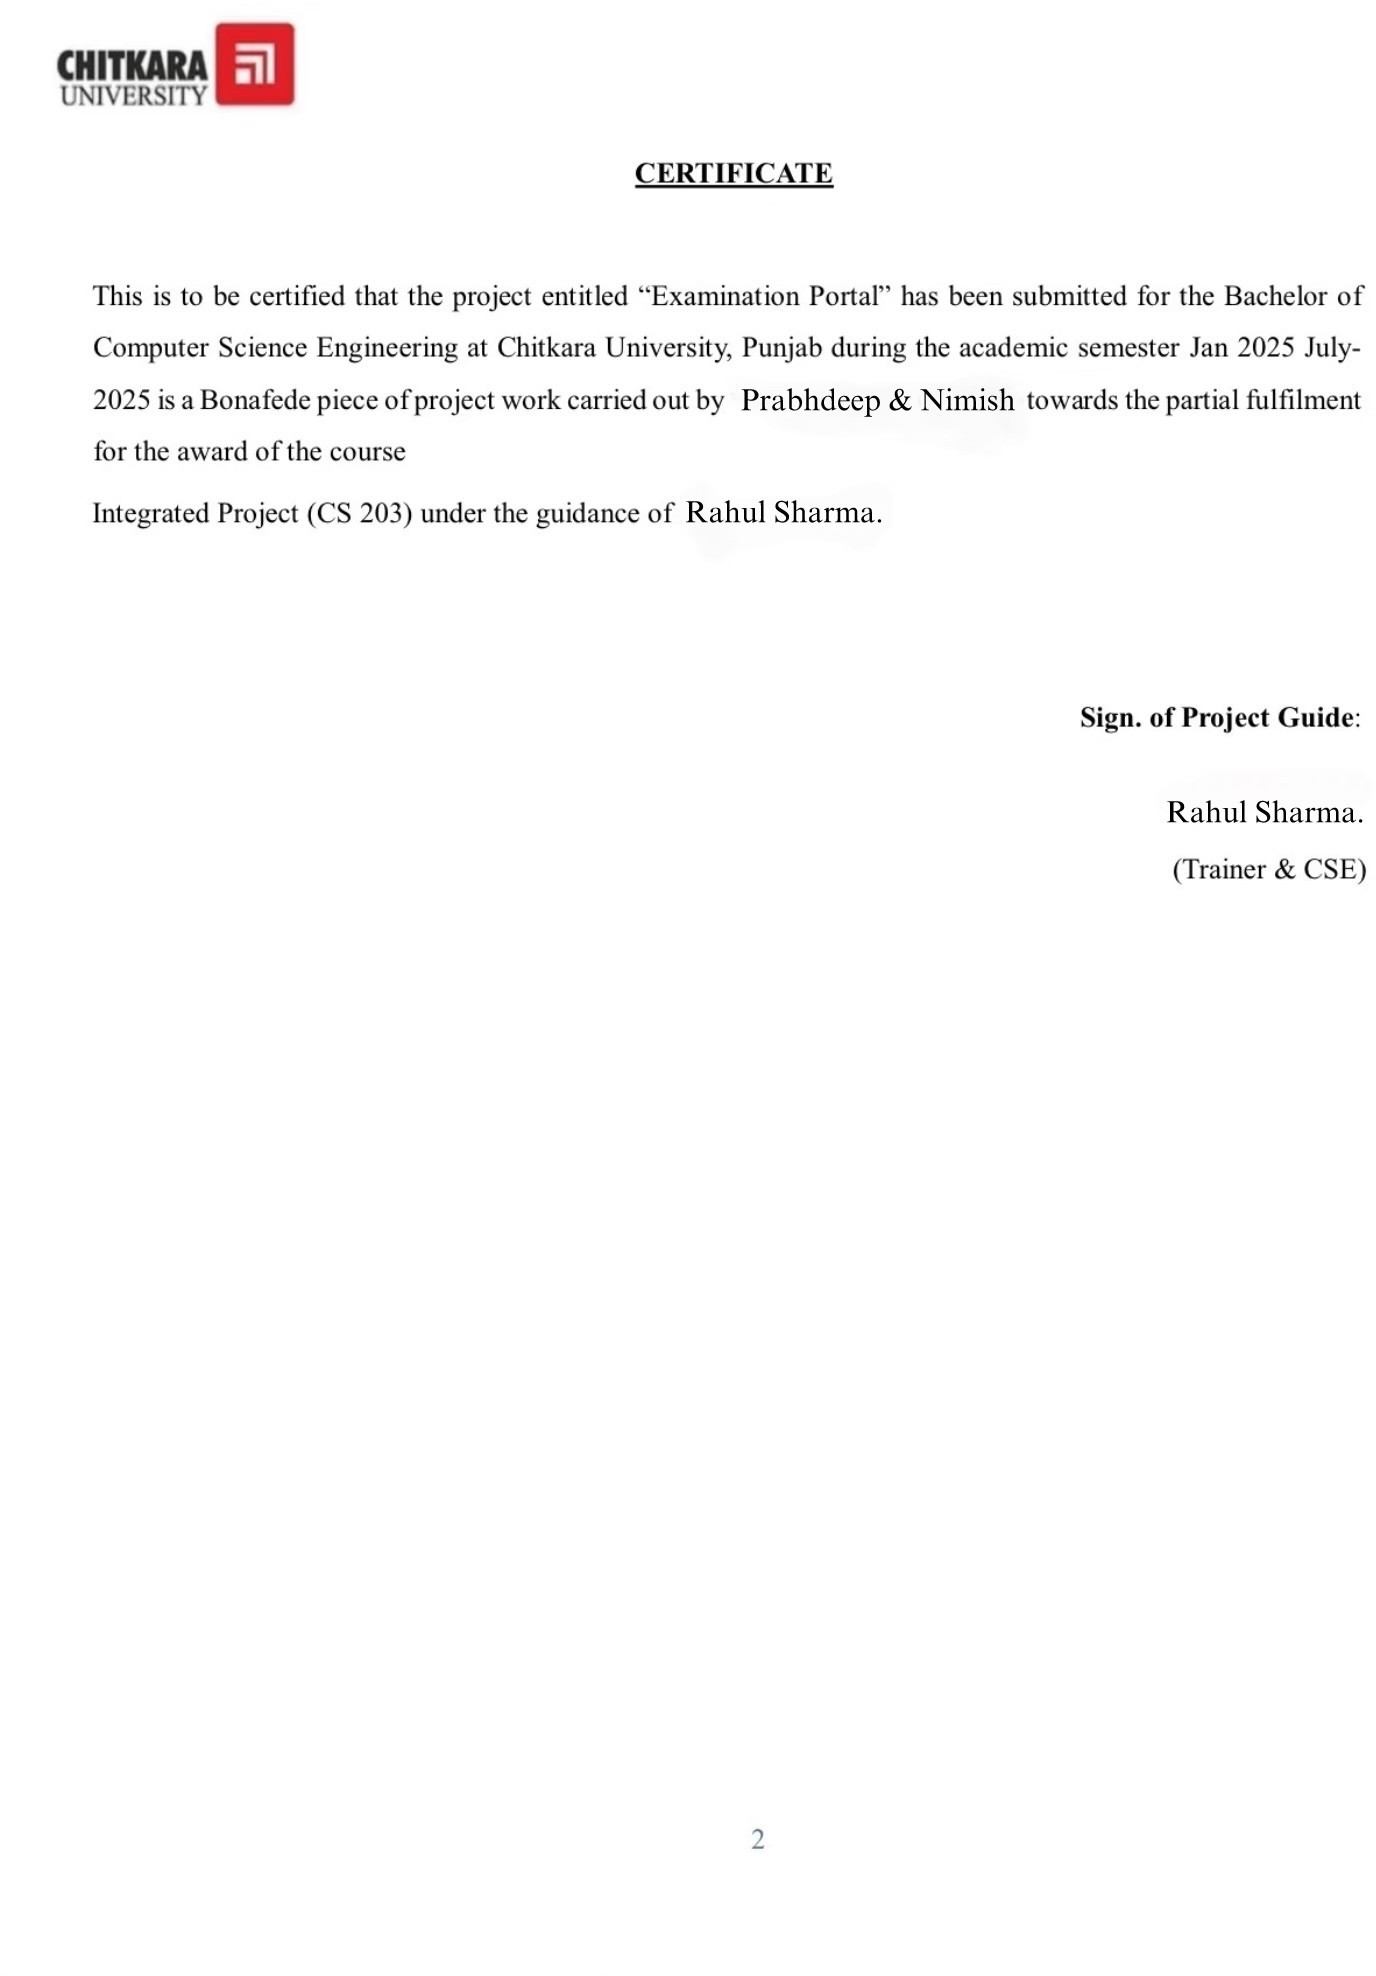 CHITKARA
UNIVERSITY
CERTIFICATE
This is to be certified that the project entitled “Examination Portal” has been submitted for the Bachelor of
Computer Science Engineering at Chitkara University, Punjab during the academic semester Jan 2025 July-
2025 is a Bonafede piece of project work carried out by Prabhdeep & Nimish towards the partial fulfilment
for the award of the course
Integrated Project (CS 203) under the guidance of Rahul Sharma.
Sign. of Project Guide:
Rahul Sharma.
(Trainer & CSE)
2